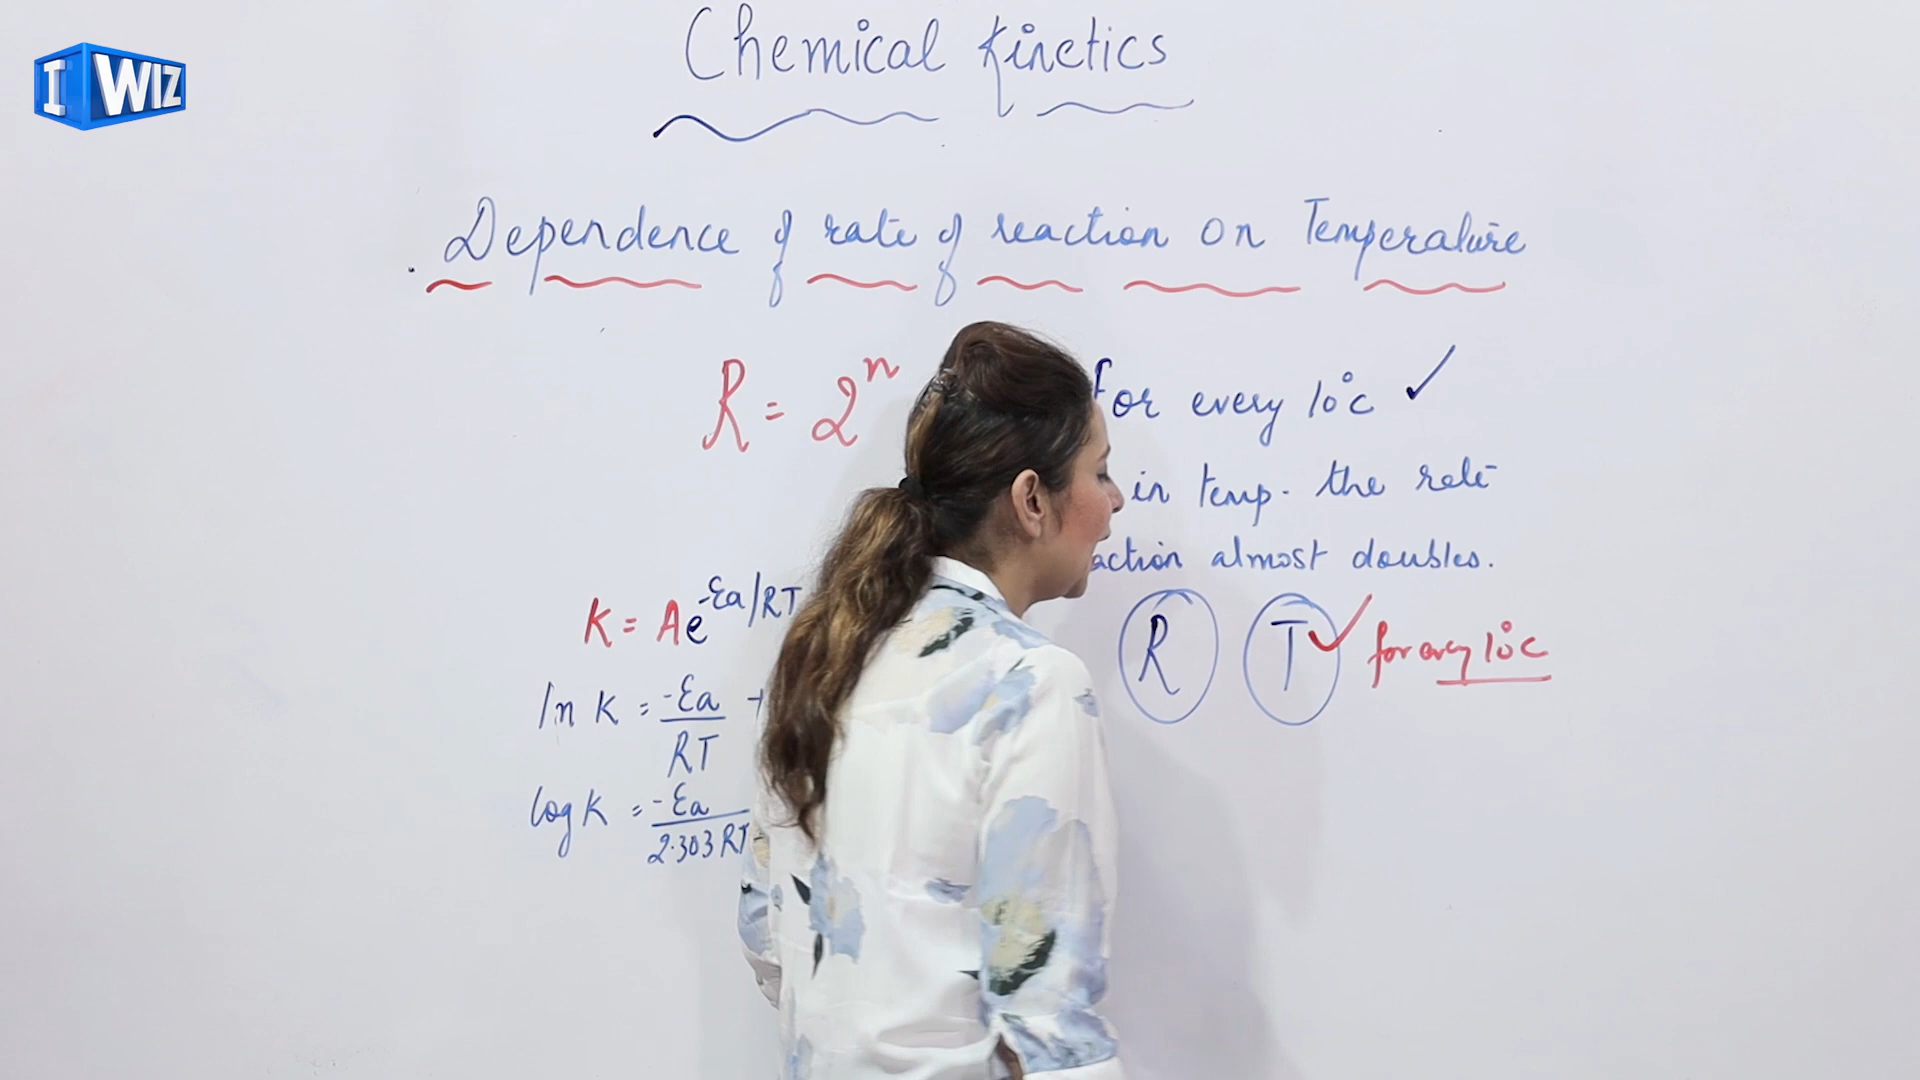 I WIZ
Chemical Kinetics
Dependence of rate of reaction on Temperature
R = 2ⁿ
for every 10°C ✓
in temp. the rate
action almost doubles.
K = Ae^-Ea/RT
R T ✓ for every 10°C
ln K = -Ea/RT +
log K = -Ea/2.303 RT